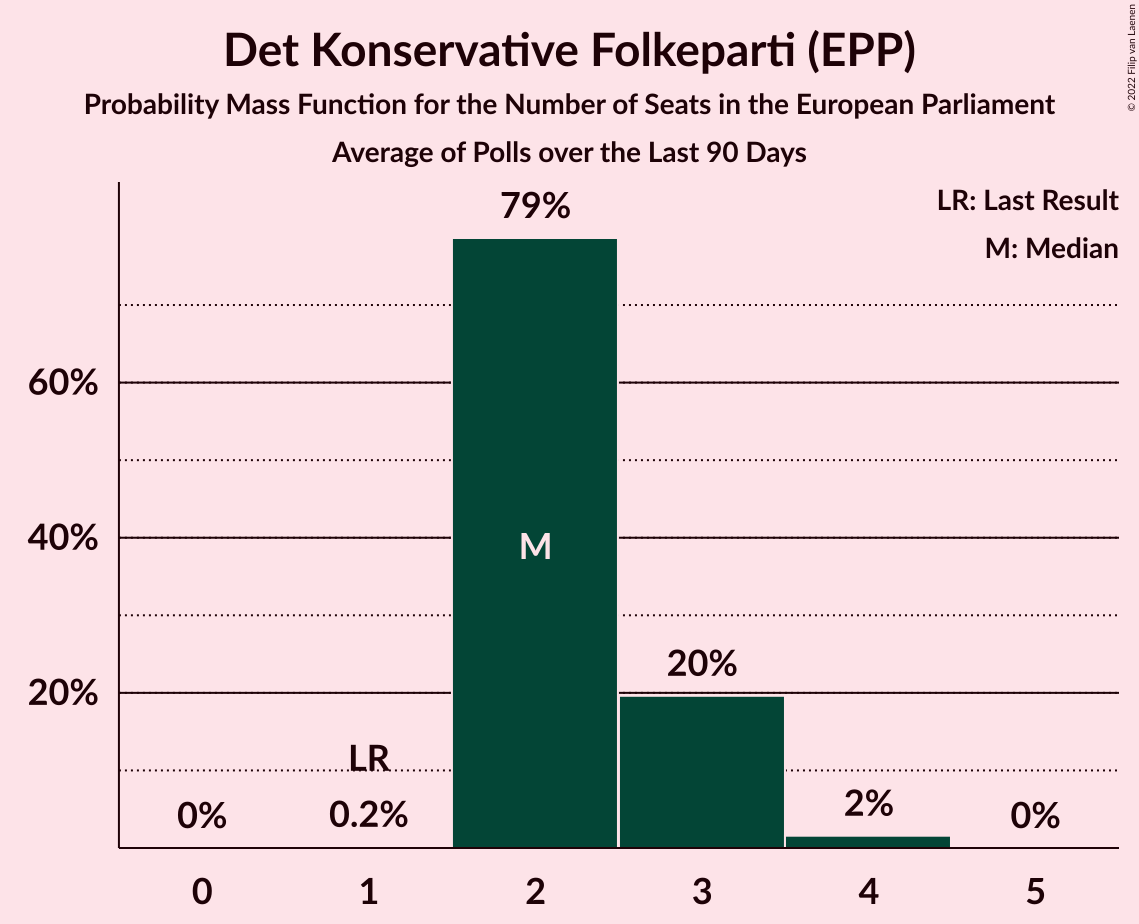 Det Konservative Folkeparti (EPP)
Probability Mass Function for the Number of Seats in the European Parliament
Average of Polls over the Last 90 Days
© 2022 Filip van Laenen
LR: Last Result
M: Median
79%
60%
40%
M
20%
20%
LR
0%
0.2%
2%
0%
0
1
2
3
4
5